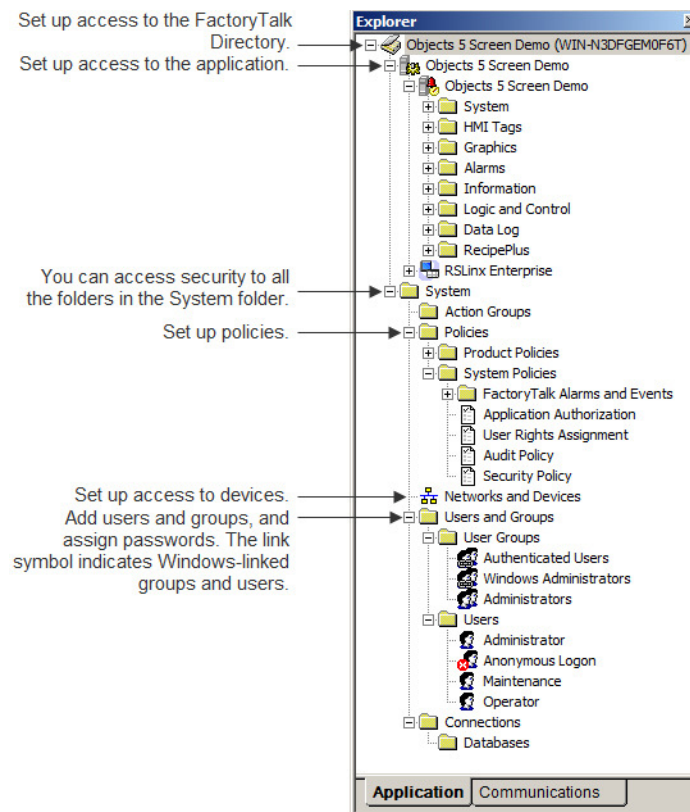 Set up access to the FactoryTalk
Directory.
Set up access to the application.
You can access security to all
the folders in the System folder.
Set up policies.
Set up access to devices.
Add users and groups, and
assign passwords. The link
symbol indicates Windows-linked
groups and users.
Explorer
Objects 5 Screen Demo (WIN-N3DFGEM0F6T)
Objects 5 Screen Demo
Objects 5 Screen Demo
System
HMI Tags
Graphics
Alarms
Information
Logic and Control
Data Log
RecipePlus
RSLinx Enterprise
System
Action Groups
Policies
Product Policies
System Policies
FactoryTalk Alarms and Events
Application Authorization
User Rights Assignment
Audit Policy
Security Policy
Networks and Devices
Users and Groups
User Groups
Authenticated Users
Windows Administrators
Administrators
Users
Administrator
Anonymous Logon
Maintenance
Operator
Connections
Databases
Application Communications